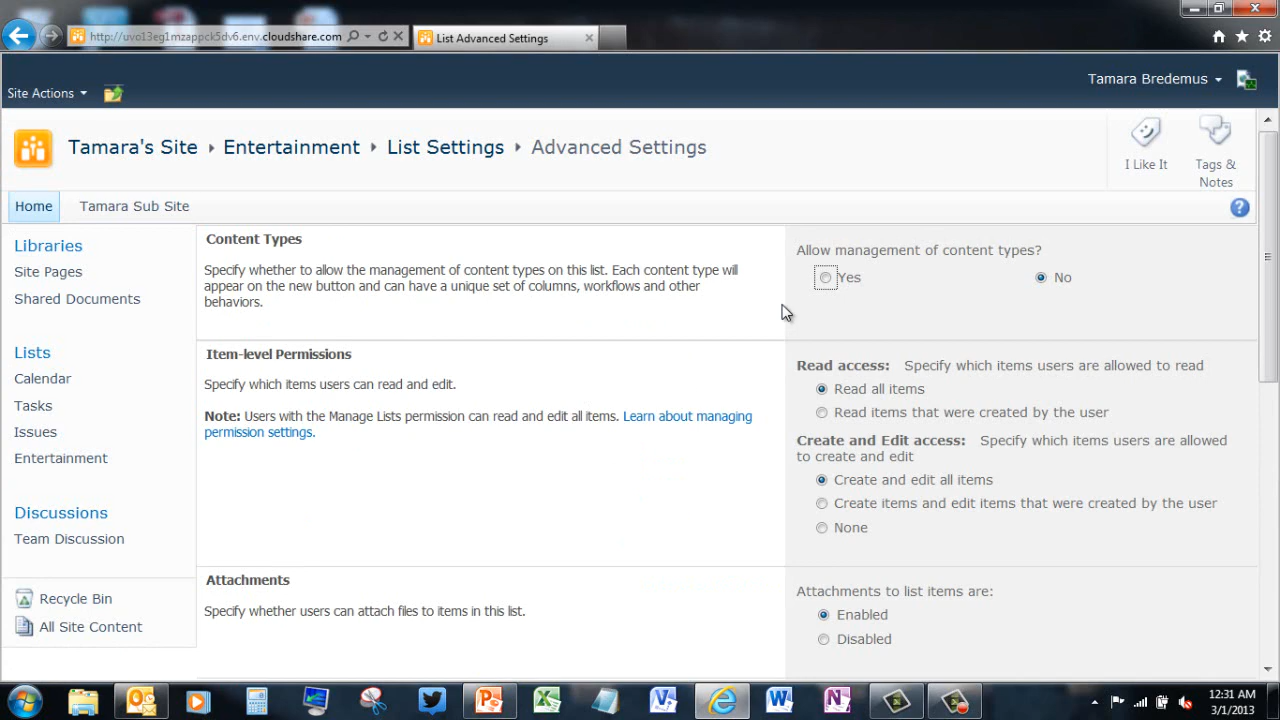 http://uvo13eg1mzappck5dv6.env.cloudshare.com
List Advanced Settings
Site Actions
Tamara Bredemus
Tamara's Site
Entertainment
List Settings
Advanced Settings
I Like It
Tags &
Notes
Home
Tamara Sub Site
Libraries
Site Pages
Shared Documents
Lists
Calendar
Tasks
Issues
Entertainment
Discussions
Team Discussion
Recycle Bin
All Site Content
Content Types
Specify whether to allow the management of content types on this list. Each content type will
appear on the new button and can have a unique set of columns, workflows and other
behaviors.
Allow management of content types?
Yes
No
Item-level Permissions
Specify which items users can read and edit.
Note: Users with the Manage Lists permission can read and edit all items. Learn about managing
permission settings.
Read access: Specify which items users are allowed to read
Read all items
Read items that were created by the user
Create and Edit access: Specify which items users are allowed
to create and edit
Create and edit all items
Create items and edit items that were created by the user
None
Attachments
Specify whether users can attach files to items in this list.
Attachments to list items are:
Enabled
Disabled
12:31 AM
3/1/2013